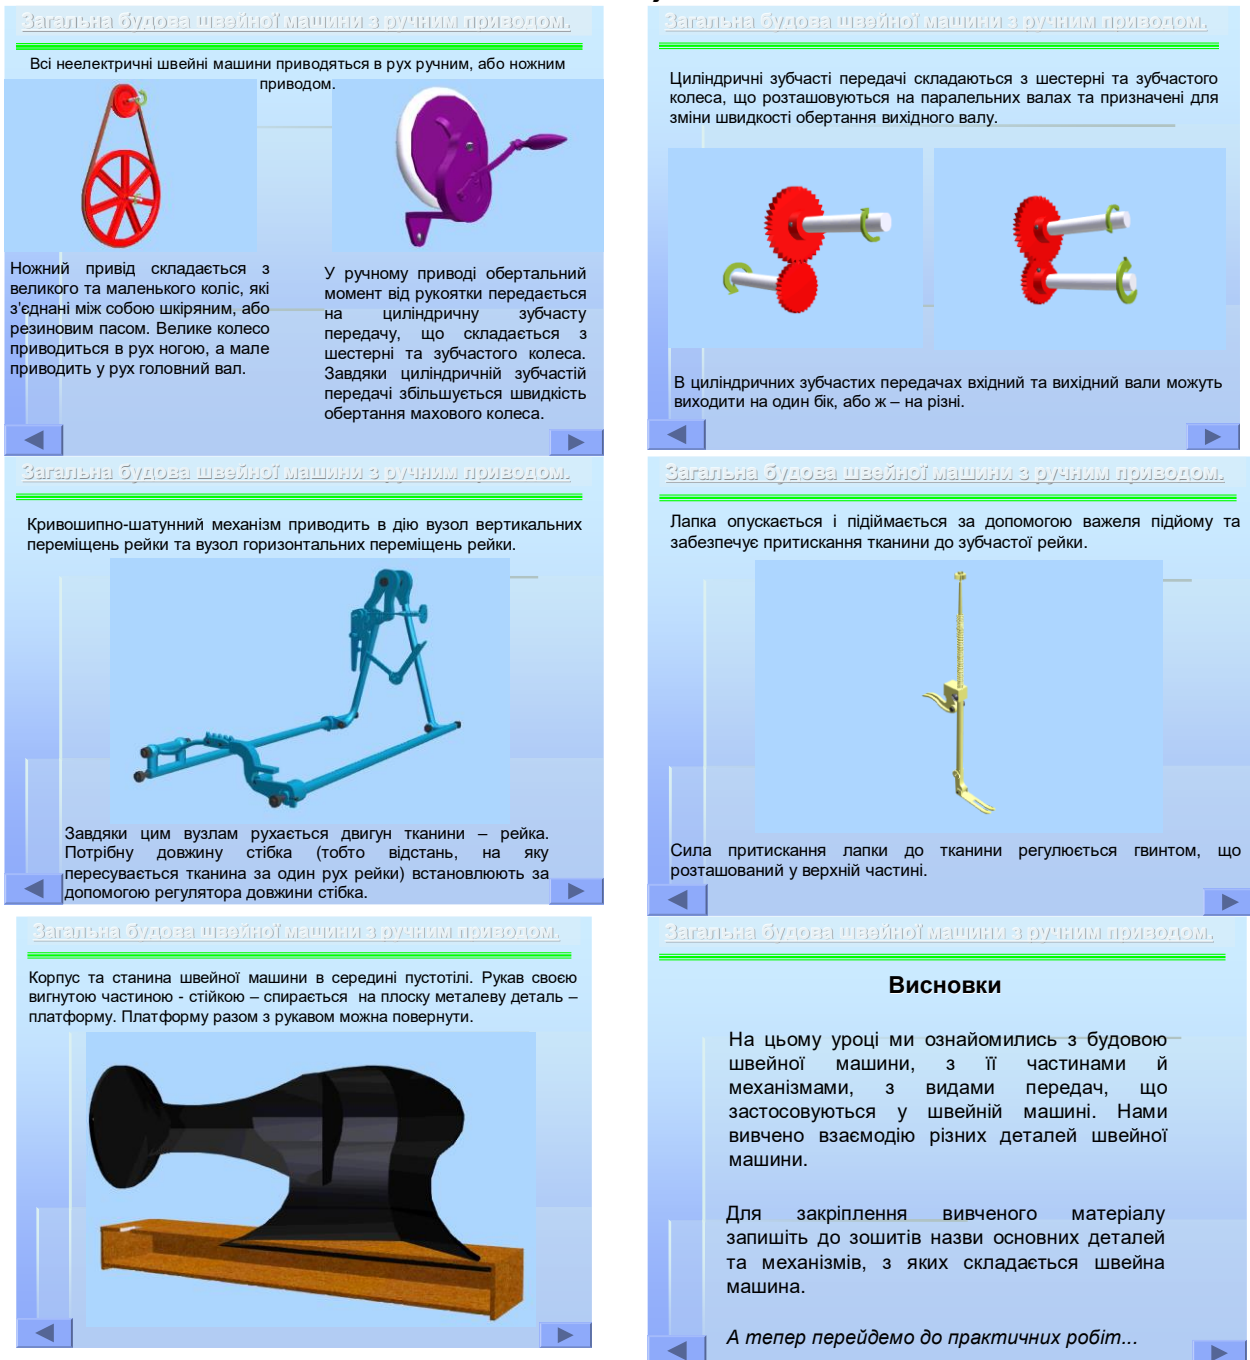 Загальна будова швейної машини з ручним приводом.
Всі неелектричні швейні машини приводяться в рух ручним, або ножним
приводом.
Ножний привід складається з
великого та маленького коліс, які
з'єднані між собою шкіряним, або
резиновим пасом. Велике колесо
приводиться в рух ногою, а мале
приводить у рух головний вал.
У ручному приводі обертальний
момент від рукоятки передається
на циліндричну зубчасту
передачу, що складається з
шестерні та зубчастого колеса.
Завдяки циліндричній зубчастій
передачі збільшується швидкість
обертання махового колеса.
Загальна будова швейної машини з ручним приводом.
Циліндричні зубчасті передачі складаються з шестерні та зубчастого
колеса, що розташовуються на паралельних валах та призначені для
зміни швидкості обертання вихідного валу.
В циліндричних зубчастих передачах вхідний та вихідний вали можуть
виходити на один бік, або ж – на різні.
Загальна будова швейної машини з ручним приводом.
Кривошипно-шатунний механізм приводить в дію вузол вертикальних
переміщень рейки та вузол горизонтальних переміщень рейки.
Завдяки цим вузлам рухається двигун тканини – рейка.
Потрібну довжину стібка (тобто відстань, на яку
пересувається тканина за один рух рейки) встановлюють за
допомогою регулятора довжини стібка.
Загальна будова швейної машини з ручним приводом.
Лапка опускається і підіймається за допомогою важеля підйому та
забезпечує притискання тканини до зубчастої рейки.
Сила притискання лапки до тканини регулюється гвинтом, що
розташований у верхній частині.
Загальна будова швейної машини з ручним приводом.
Корпус та станина швейної машини в середині пустотілі. Рукав своєю
вигнутою частиною - стійкою – спирається на плоску металеву деталь –
платформу. Платформу разом з рукавом можна повернути.
Загальна будова швейної машини з ручним приводом.
Висновки
На цьому уроці ми ознайомились з будовою
швейної машини, з її частинами й
механізмами, з видами передач, що
застосовуються у швейній машині. Нами
вивчено взаємодію різних деталей швейної
машини.
Для закріплення вивченого матеріалу
запишіть до зошитів назви основних деталей
та механізмів, з яких складається швейна
машина.
А тепер перейдемо до практичних робіт...